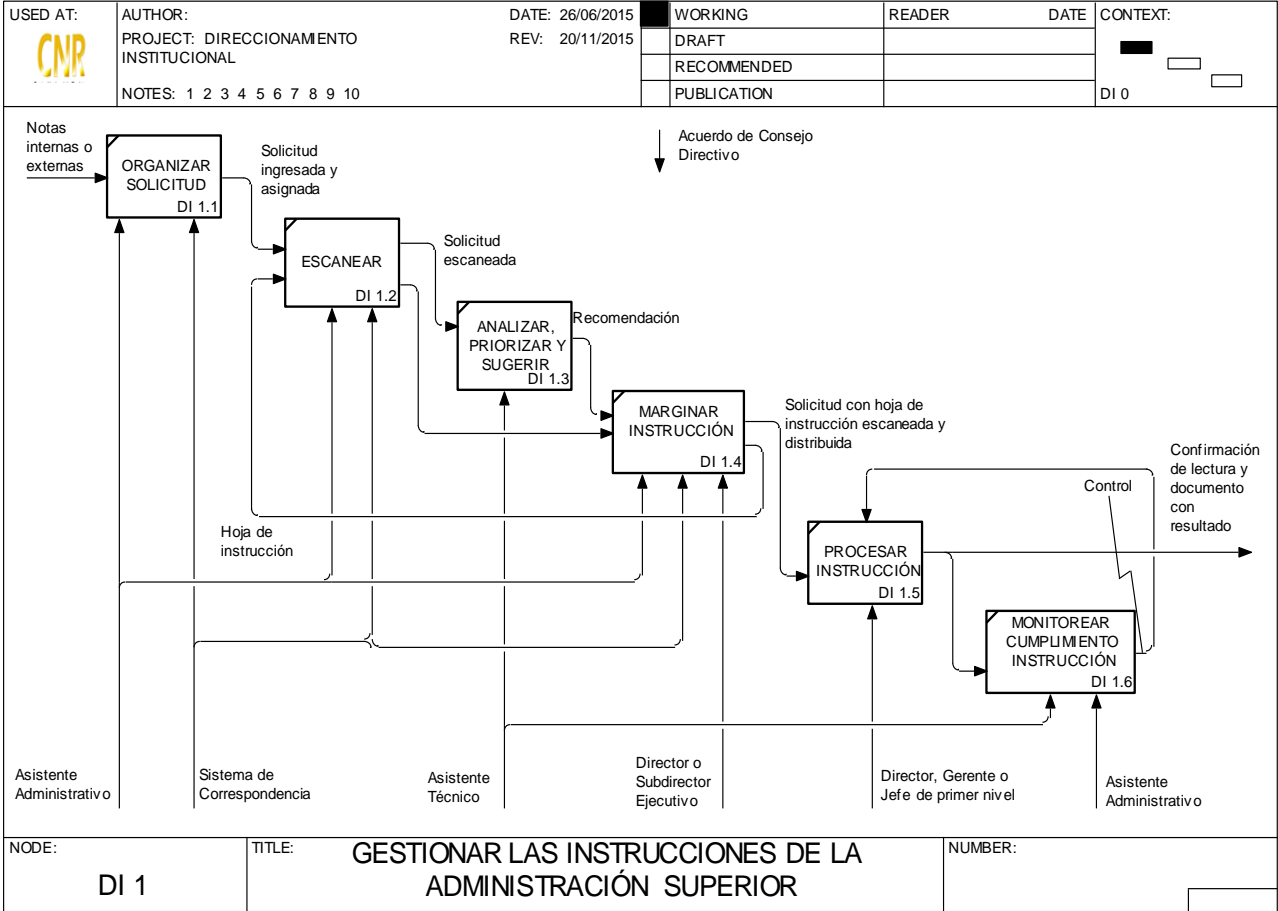 USED AT:
CNR
AUTHOR:
DATE: 26/06/2015
PROJECT: DIRECCIONAMIENTO
INSTITUCIONAL
REV: 20/11/2015
NOTES: 1 2 3 4 5 6 7 8 9 10
WORKING
DRAFT
RECOMMENDED
PUBLICATION
READER
DATE
CONTEXT:
DI 0
Notas
internas o
externas
ORGANIZAR
SOLICITUD
DI 1.1
Solicitud
ingresada y
asignada
Acuerdo de Consejo
Directivo
ESCANEAR
DI 1.2
Solicitud
escaneada
ANALIZAR,
PRIORIZAR Y
SUGERIR
DI 1.3
Recomendación
MARGINAR
INSTRUCCIÓN
DI 1.4
Solicitud con hoja de
instrucción escaneada y
distribuida
Confirmación
de lectura y
documento
con
resultado
Control
Hoja de
instrucción
PROCESAR
INSTRUCCIÓN
DI 1.5
MONITOREAR
CUMPLIMIENTO
INSTRUCCIÓN
DI 1.6
Asistente
Administrativo
Sistema de
Correspondencia
Asistente
Técnico
Director o
Subdirector
Ejecutivo
Director, Gerente o
Jefe de primer nivel
Asistente
Administrativo
NODE:
DI 1
TITLE:
GESTIONAR LAS INSTRUCCIONES DE LA
ADMINISTRACIÓN SUPERIOR
NUMBER: